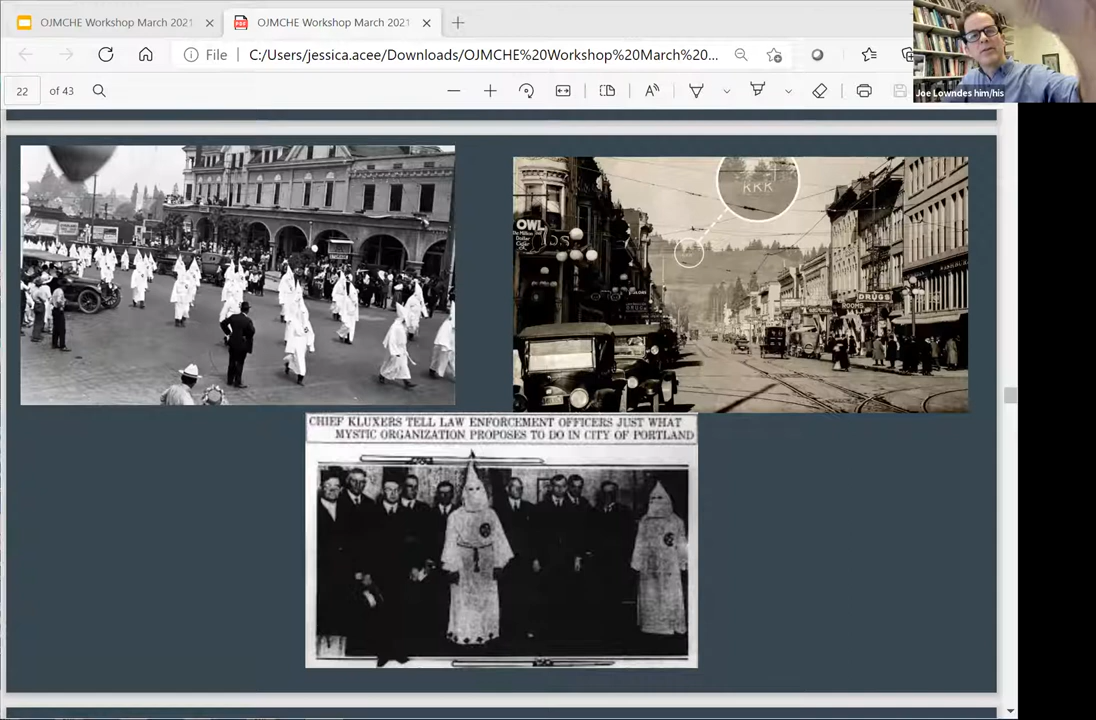 OJMCHE Workshop March 2021
OJMCHE Workshop March 2021
File
C:/Users/jessica.acee/Downloads/OJMCHE%20Workshop%20March%20...
22
of 43
Joe Lowndes him/his
KKK
OWL
DRUGS
ROOMS
CHIEF KLUXERS TELL LAW ENFORCEMENT OFFICERS JUST WHAT
MYSTIC ORGANIZATION PROPOSES TO DO IN CITY OF PORTLAND